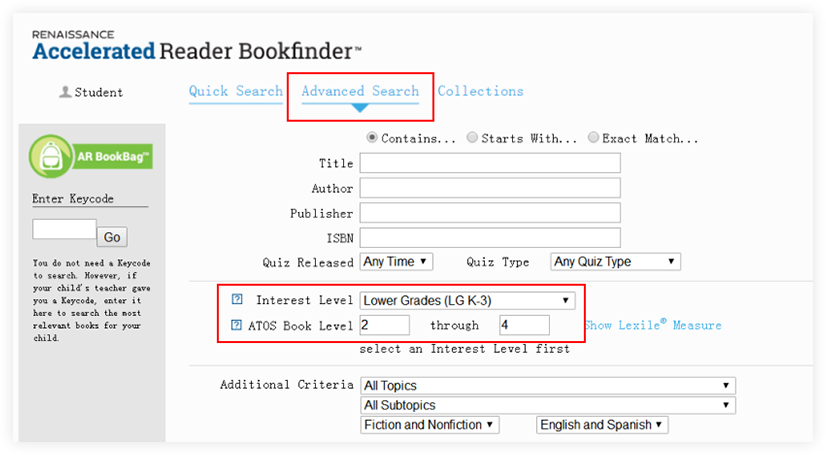 RENAISSANCE
Accelerated Reader Bookfinder™
Student
Quick Search Advanced Search Collections
AR BookBag™
Enter Keycode
Go
You do not need a Keycode
to search. However, if
your child's teacher gave
you a Keycode, enter it
here to search the most
relevant books for your
child.
Contains... Starts With... Exact Match...
Title
Author
Publisher
ISBN
Quiz Released Any Time ▼ Quiz Type Any Quiz Type ▼
? Interest Level Lower Grades (LG K-3) ▼
? ATOS Book Level 2 through 4 Show Lexile® Measure
select an Interest Level first
Additional Criteria All Topics ▼
All Subtopics ▼
Fiction and Nonfiction ▼ English and Spanish ▼